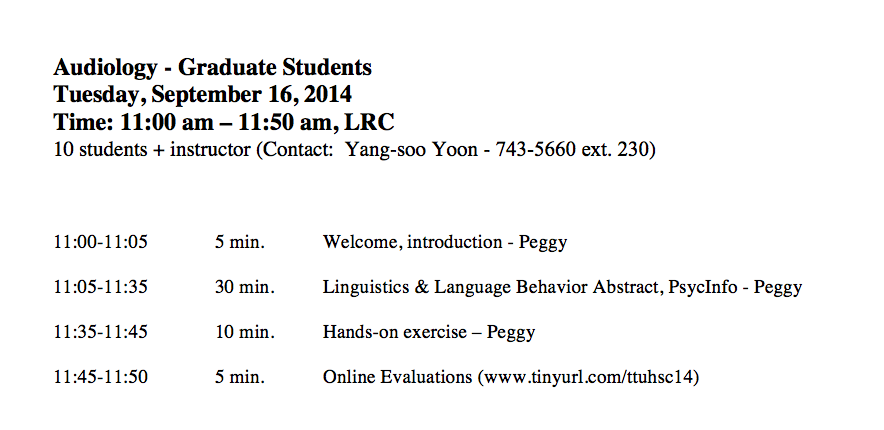 Audiology - Graduate Students
Tuesday, September 16, 2014
Time: 11:00 am – 11:50 am, LRC
10 students + instructor (Contact:  Yang-soo Yoon - 743-5660 ext. 230)
11:00-11:05 5 min. Welcome, introduction - Peggy
11:05-11:35 30 min. Linguistics & Language Behavior Abstract, PsycInfo - Peggy
11:35-11:45 10 min. Hands-on exercise – Peggy
11:45-11:50 5 min. Online Evaluations (www.tinyurl.com/ttuhsc14)